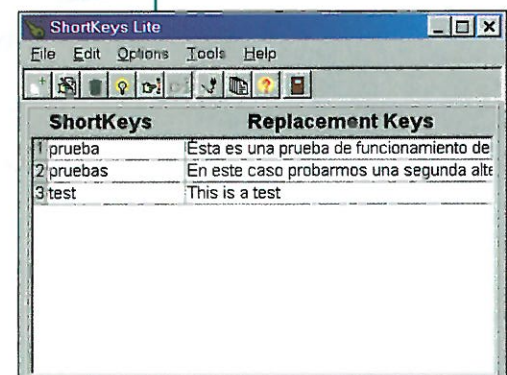 ShortKeys Lite
File Edit Options Tools Help
ShortKeys Replacement Keys
1 prueba Ésta es una prueba de funcionamiento de
2 pruebas En este caso probarmos una segunda alte
3 test This is a test